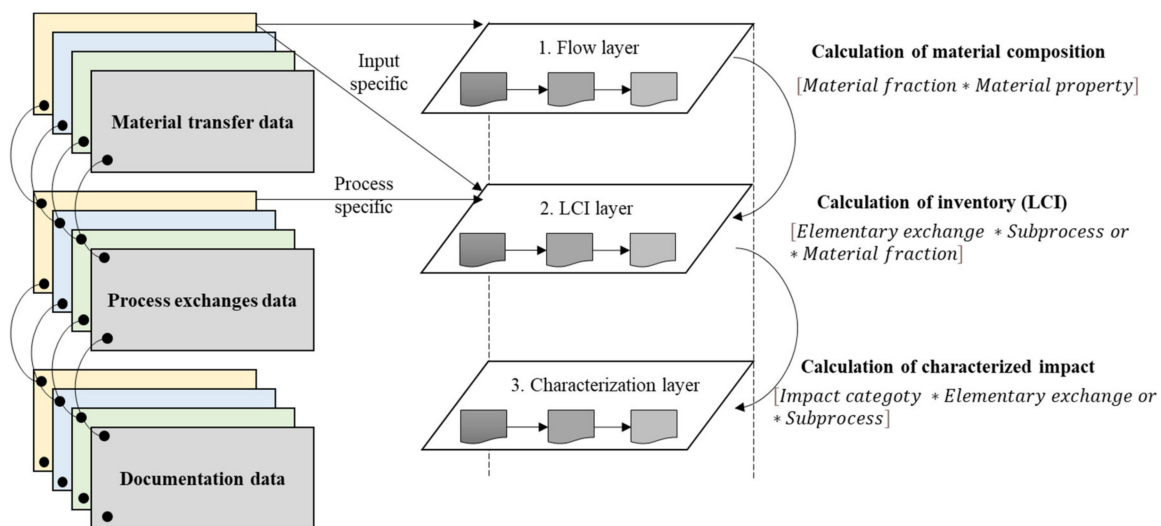 Material transfer data
Process exchanges data
Documentation data
Input
specific
Process
specific
1. Flow layer
2. LCI layer
3. Characterization layer
Calculation of material composition
[Material fraction * Material property]
Calculation of inventory (LCI)
[Elementary exchange * Subprocess or
* Material fraction]
Calculation of characterized impact
[Impact categoty * Elementary exchange or
* Subprocess]